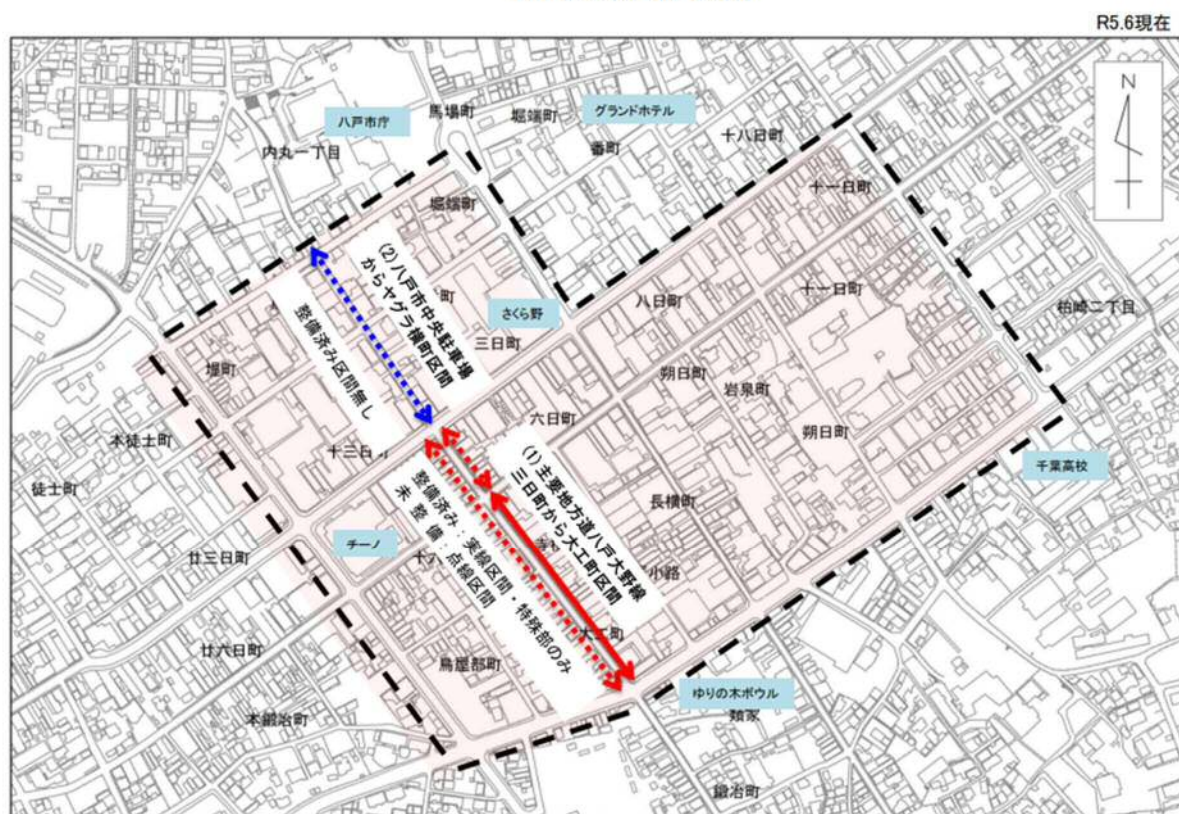 R5.6現在
N
八戸市庁
馬場町
堀端町
グランドホテル
番町
十八日町
内丸一丁目
十一日町
堀端町
(2) 八戸市中央駐車場
からヤグラ横町区間
整備済み区間無し
町
さくら野
八日町
十一日町
柏崎二丁目
三日町
堤町
朔日町
岩泉町
六日町
朔日町
本徒士町
十三日
徒士町
(1) 主要地方道八戸大野線
三日町から大工町区間
長横町
千葉高校
チーノ
廿三日町
小路
整備済み：実線区間・特殊部のみ
未 整 備：点線区間
大工町
廿六日町
鳥屋部町
ゆりの木ボウル
類家
本鍛冶町
鍛冶町